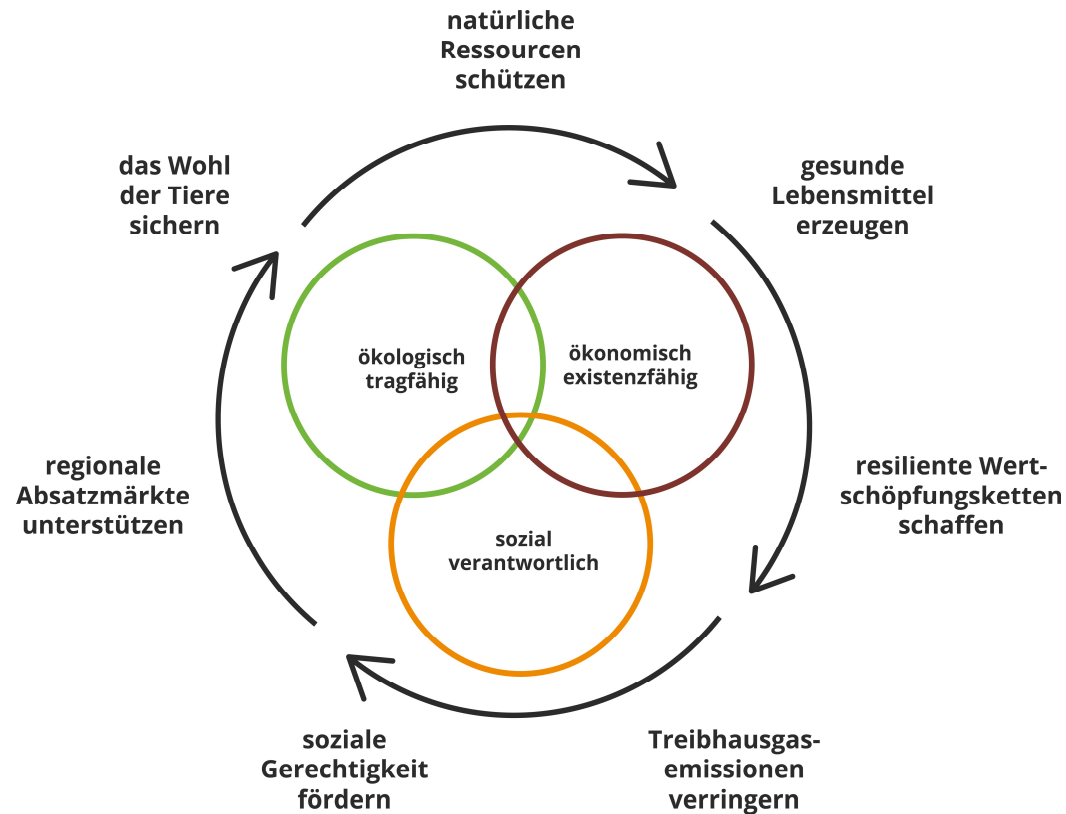 natürliche
Ressourcen
schützen
das Wohl
der Tiere
sichern
gesunde
Lebensmittel
erzeugen
ökologisch
tragfähig
ökonomisch
existenzfähig
regionale
Absatzmärkte
unterstützen
resiliente Wert-
schöpfungsketten
schaffen
sozial
verantwortlich
soziale
Gerechtigkeit
fördern
Treibhausgas-
emissionen
verringern